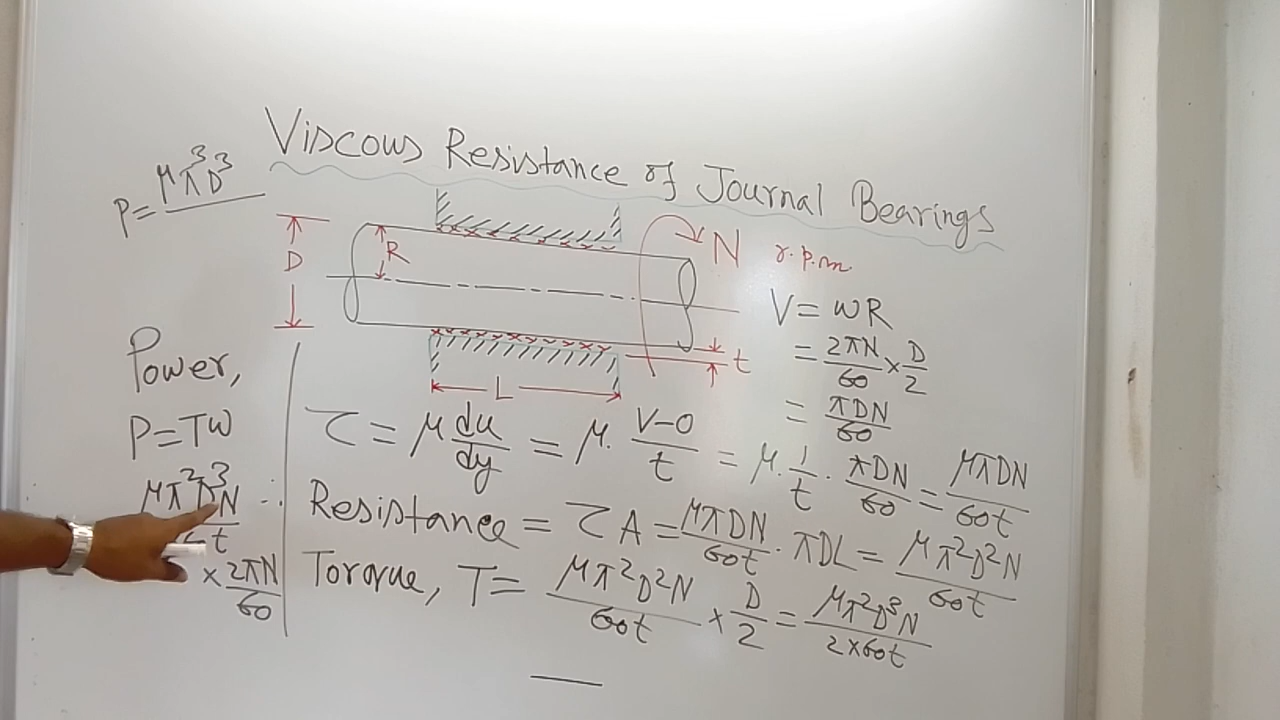 Viscous Resistance of Journal Bearings
P = μπ³D³
D
R
N r.p.m
t
L
V = ωR
= 2πN/60 × D/2
= πDN/60
Power,
P = Tω
μπ²D³N
t
× 2πN/60
τ = μ du/dy = μ. V-0/t = μ. 1/t . πDN/60 = μπDN/60t
∴ Resistance = τA = μπDN/60t . πDL = μπ²D²N/60t
Torque, T = μπ²D²N/60t × D/2 = μπ²D³N/2×60t